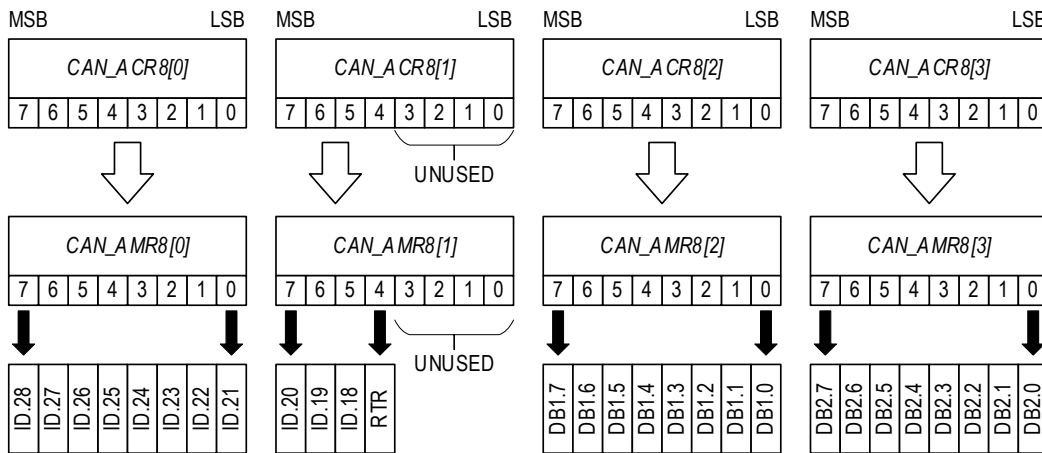 MSB LSB MSB LSB MSB LSB MSB LSB
CAN_ACR8[0] CAN_ACR8[1] CAN_ACR8[2] CAN_ACR8[3]
7 6 5 4 3 2 1 0 7 6 5 4 3 2 1 0 7 6 5 4 3 2 1 0 7 6 5 4 3 2 1 0
UNUSED
CAN_AMR8[0] CAN_AMR8[1] CAN_AMR8[2] CAN_AMR8[3]
7 6 5 4 3 2 1 0 7 6 5 4 3 2 1 0 7 6 5 4 3 2 1 0 7 6 5 4 3 2 1 0
UNUSED
ID.28 ID.27 ID.26 ID.25 ID.24 ID.23 ID.22 ID.21 ID.20 ID.19 ID.18 RTR DB1.7 DB1.6 DB1.5 DB1.4 DB1.3 DB1.2 DB1.1 DB1.0 DB2.7 DB2.6 DB2.5 DB2.4 DB2.3 DB2.2 DB2.1 DB2.0